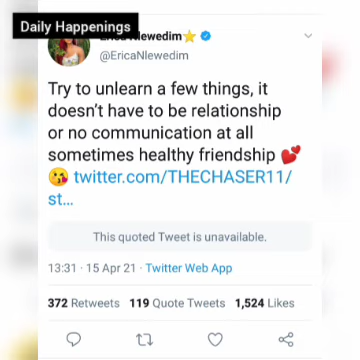 Daily Happenings
@EricaNlewedim
Try to unlearn a few things, it
doesn't have to be relationship
or no communication at all
sometimes healthy friendship 💕
😘 twitter.com/THECHASER11/
st...
This quoted Tweet is unavailable.
13:31 · 15 Apr 21 · Twitter Web App
372 Retweets 119 Quote Tweets 1,524 Likes